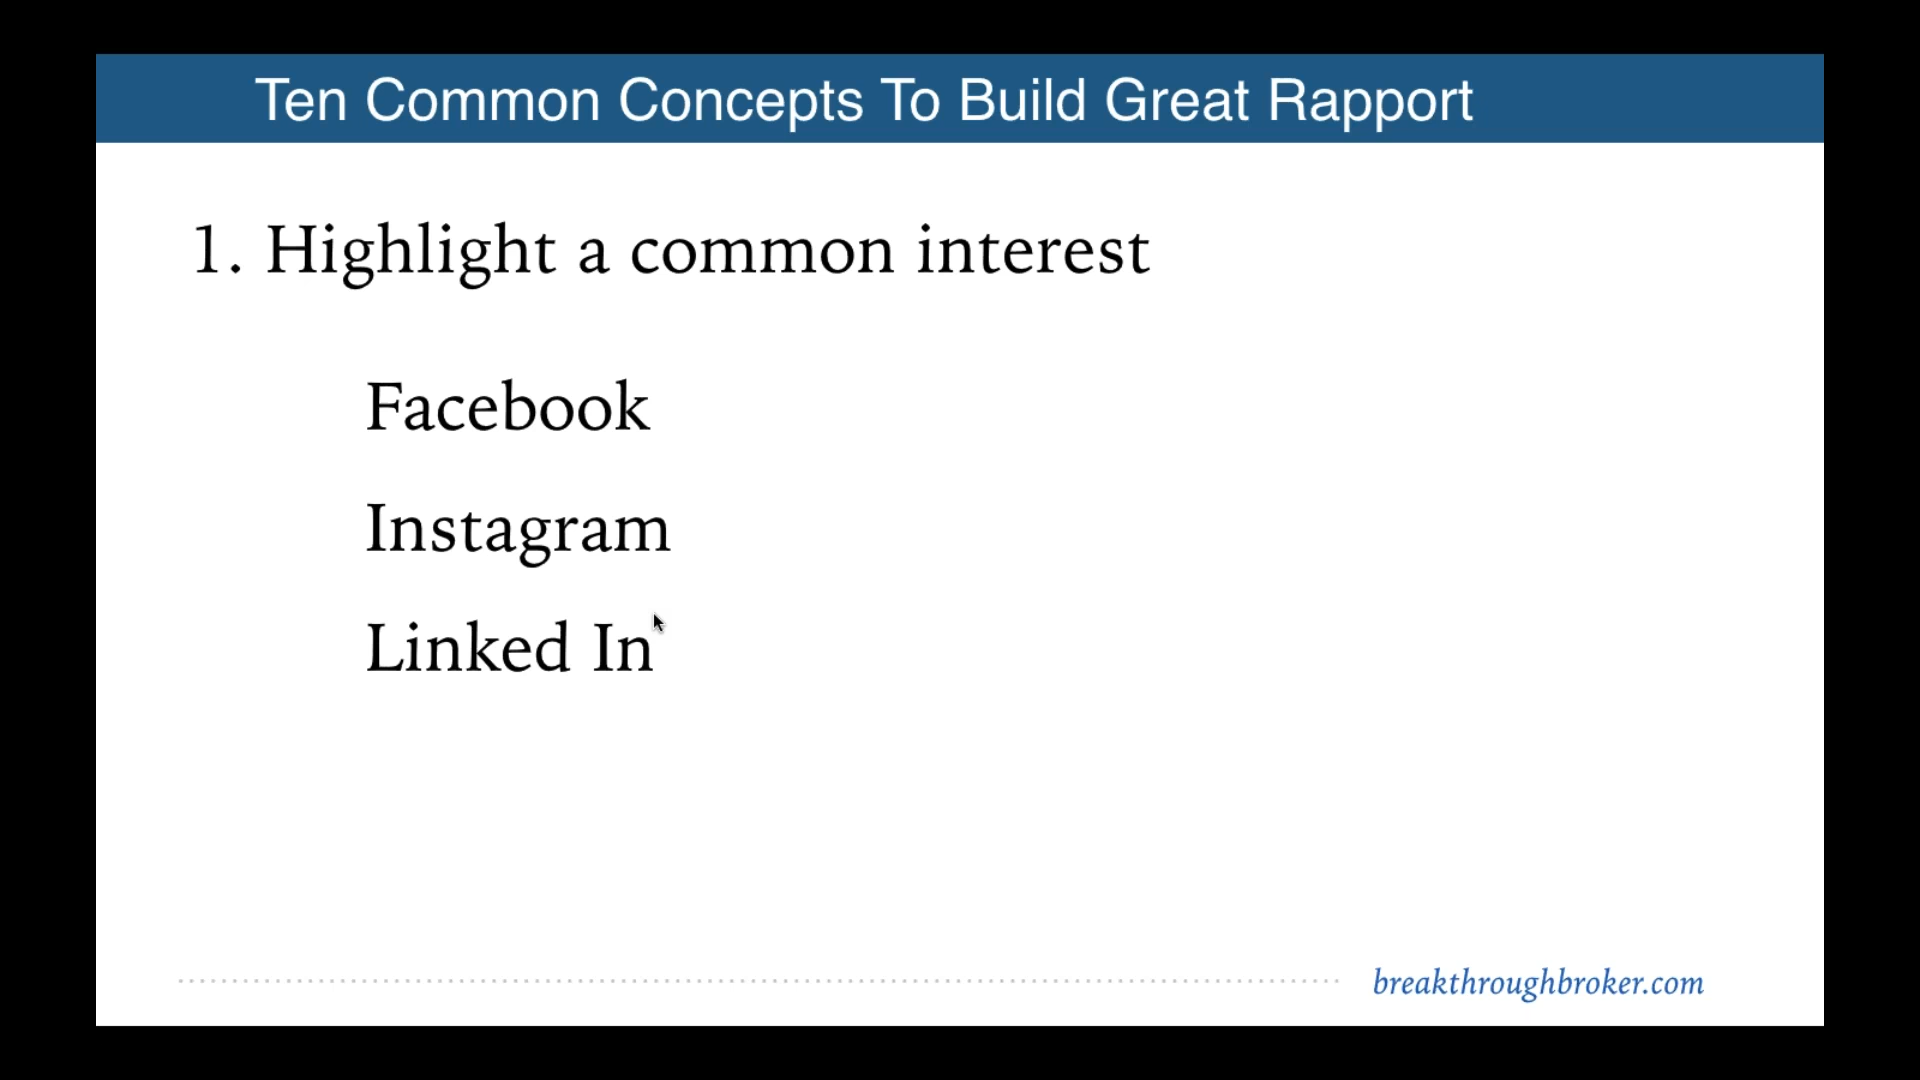 Ten Common Concepts To Build Great Rapport
1. Highlight a common interest
Facebook
Instagram
Linked In
breakthroughbroker.com